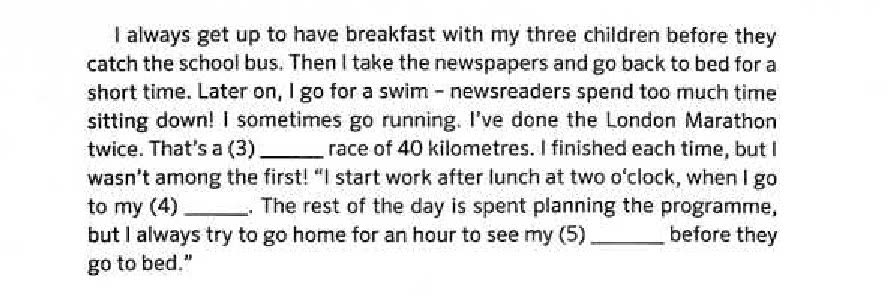 I always get up to have breakfast with my three children before they
catch the school bus. Then I take the newspapers and go back to bed for a
short time. Later on, I go for a swim – newsreaders spend too much time
sitting down! I sometimes go running. I've done the London Marathon
twice. That's a (3) ______ race of 40 kilometres. I finished each time, but I
wasn't among the first! "I start work after lunch at two o'clock, when I go
to my (4) ______. The rest of the day is spent planning the programme,
but I always try to go home for an hour to see my (5) _______ before they
go to bed."